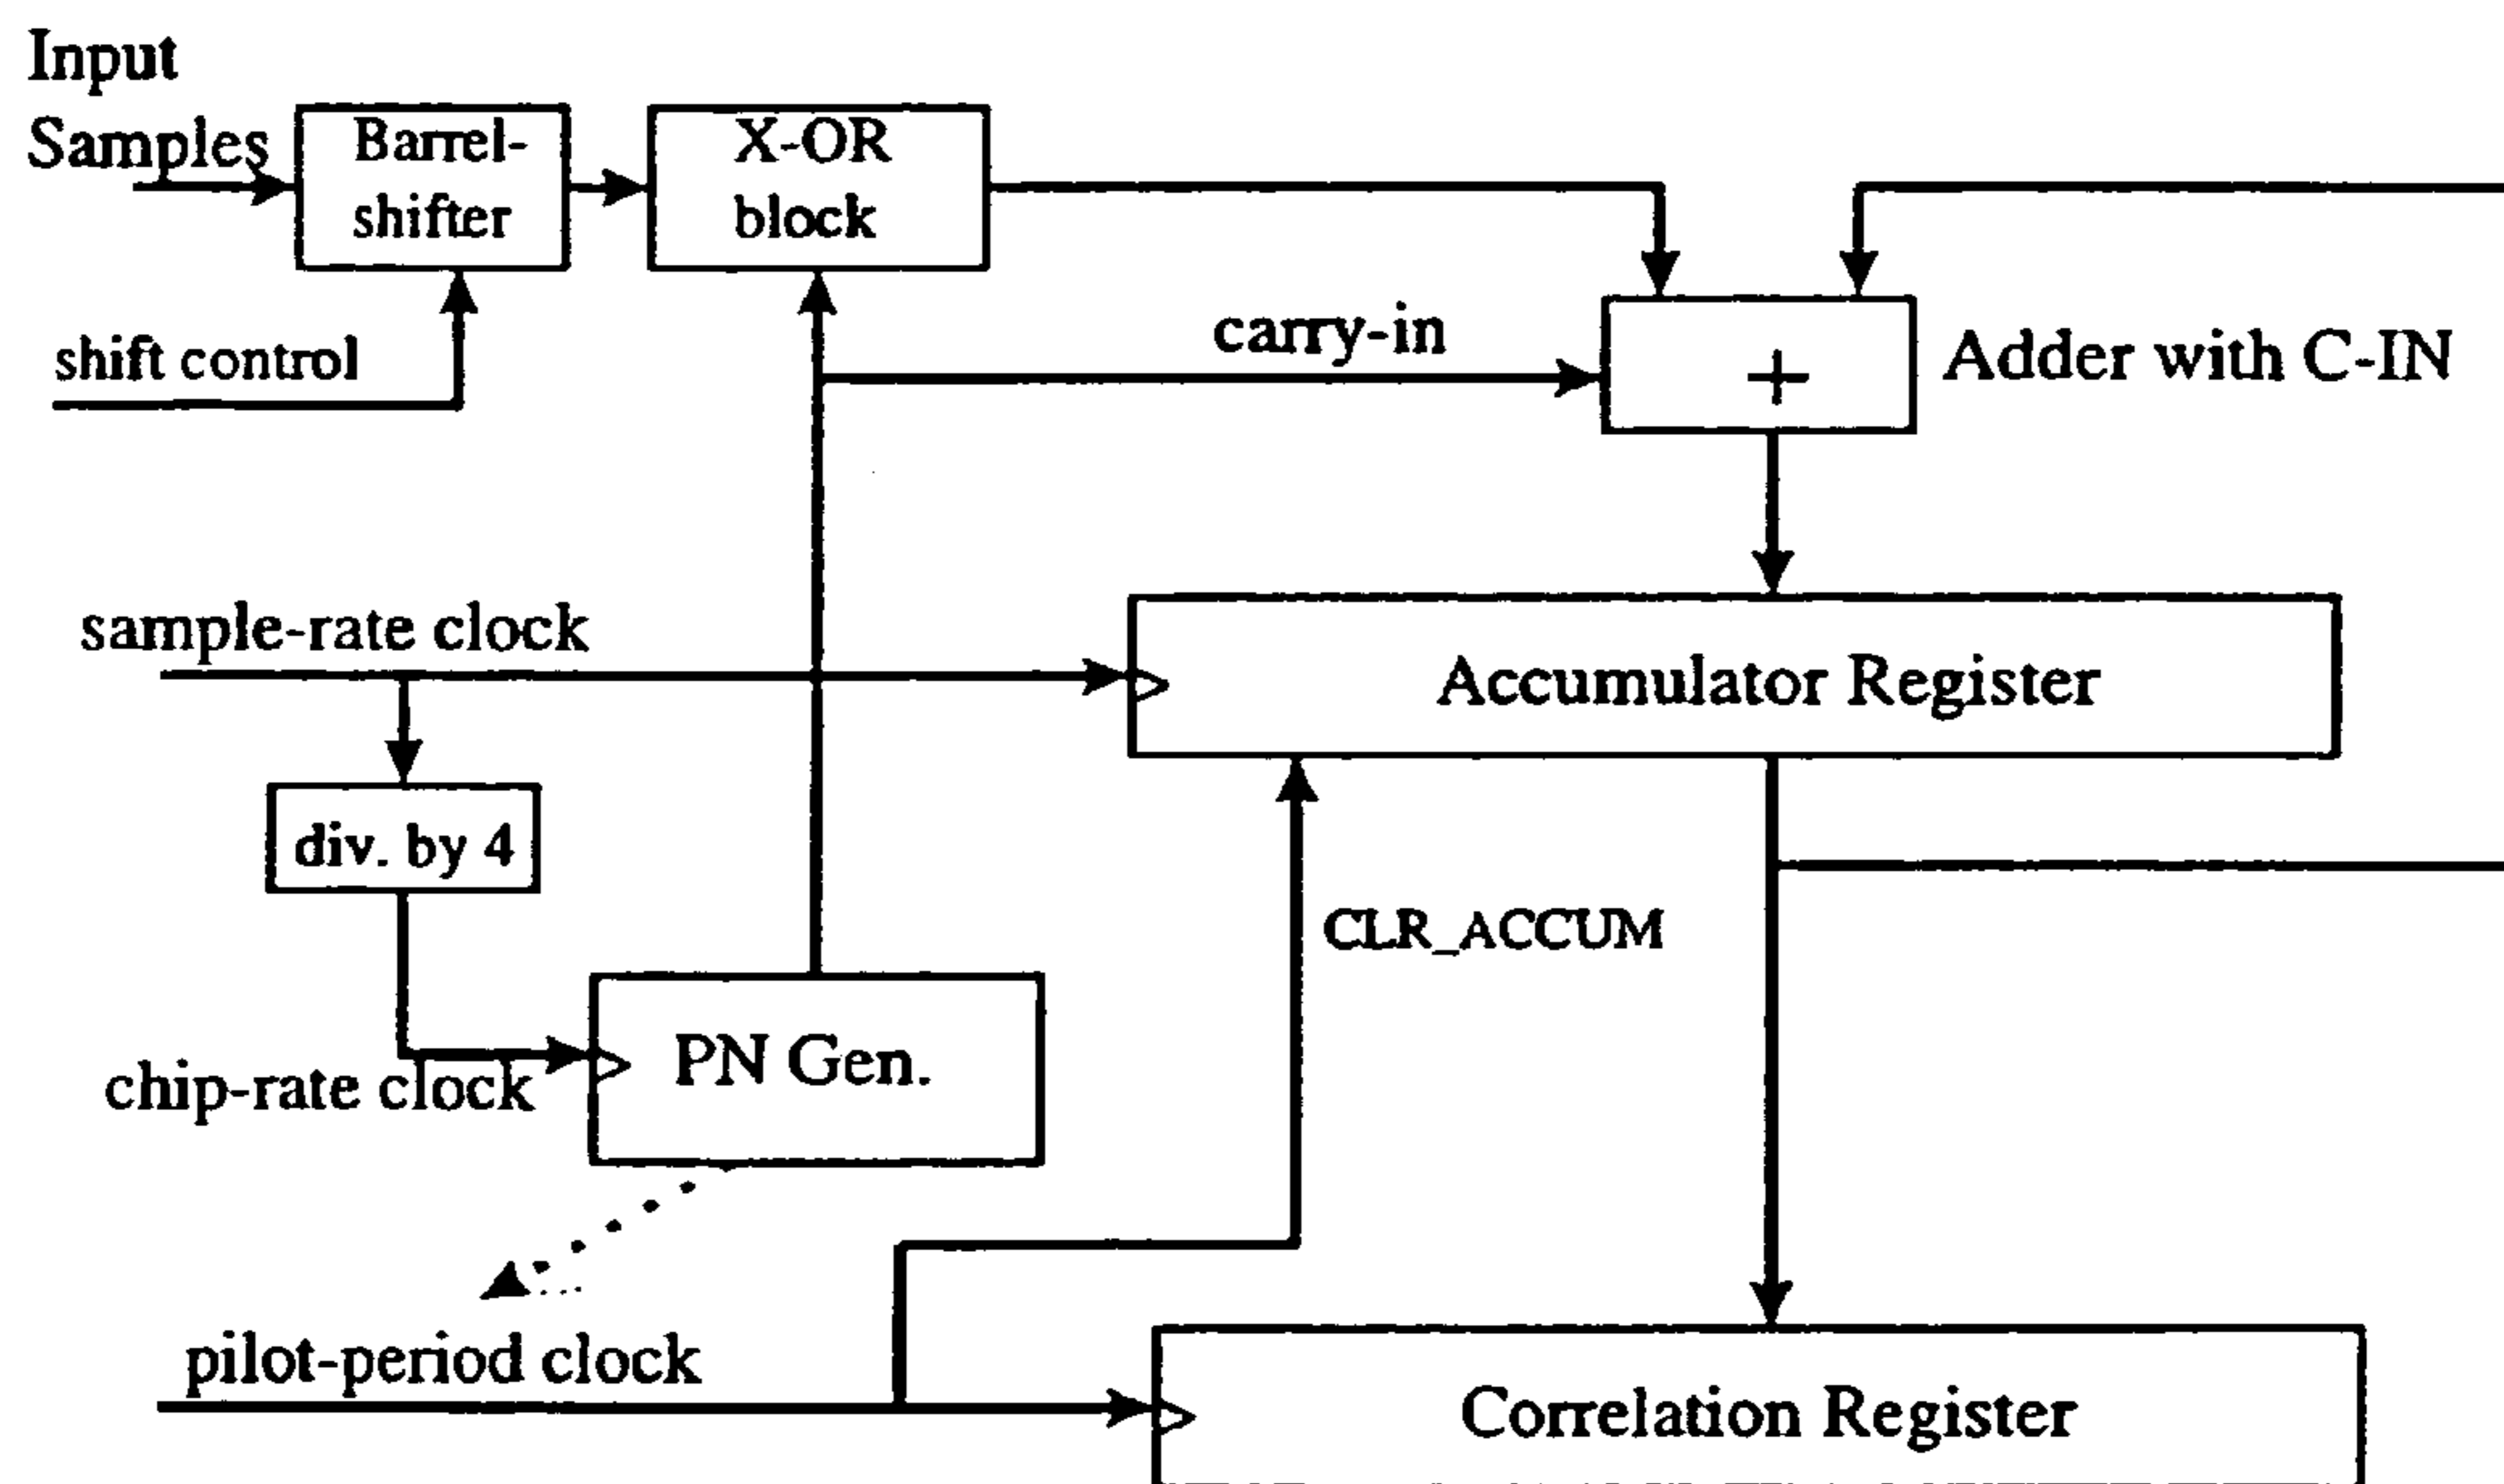 Input
Samples
Barrel-
shifter
X-OR
block
shift control
carry-in
+
Adder with C-IN
sample-rate clock
Accumulator Register
div. by 4
CLR_ACCUM
PN Gen.
chip-rate clock
pilot-period clock
Correlation Register